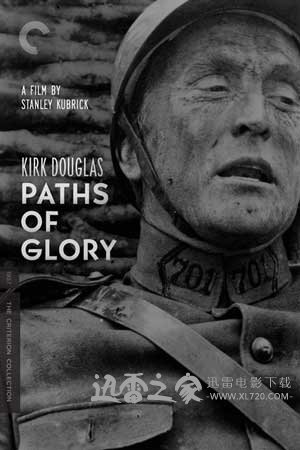 A FILM BY
STANLEY KUBRICK
KIRK DOUGLAS
PATHS
OF
GLORY
701 701
1957
THE CRITERION COLLECTION
迅雷之家
迅雷电影下载
-WWW.XL720.COM-